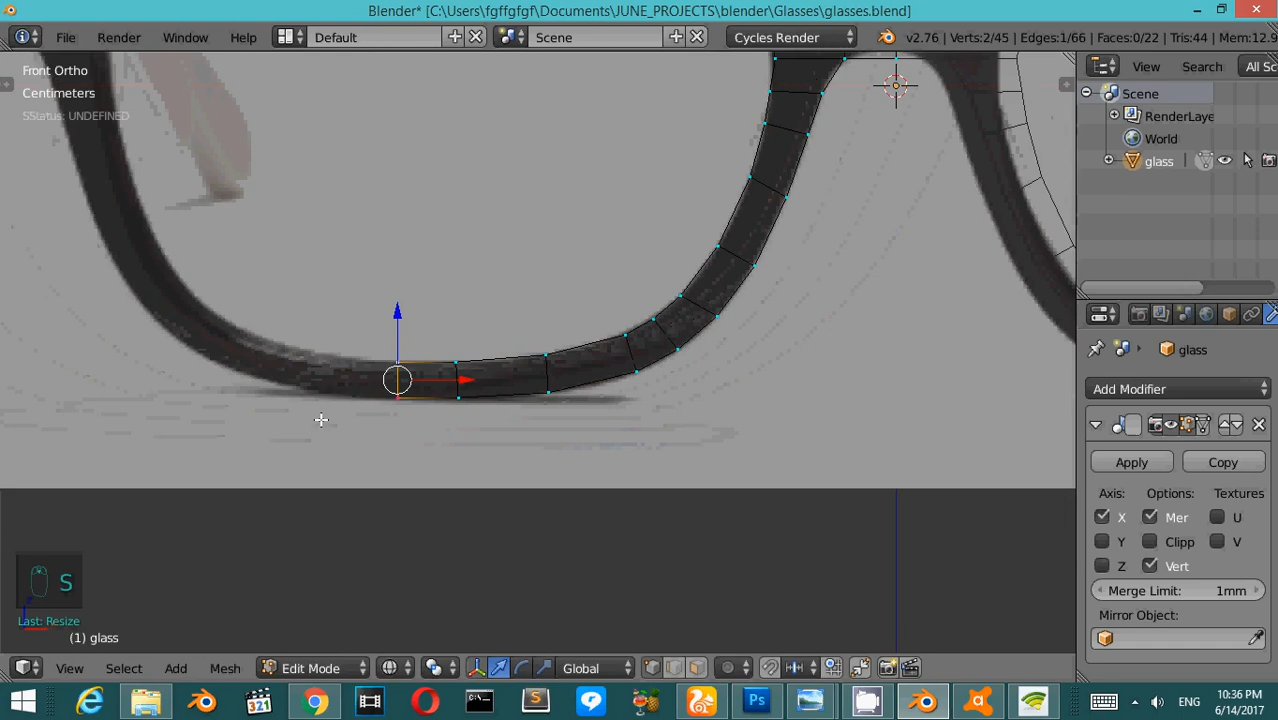 Blender* [C:\Users\fgffgfgf\Documents\JUNE_PROJECTS\blender\Glasses\glasses.blend]
File Render Window Help Default Scene Cycles Render v2.76 | Verts:2/45 | Edges:1/66 | Faces:0/22 | Tris:44 | Mem:12.9
Front Ortho
Centimeters
SStatus: UNDEFINED
View Search All Sc
Scene
RenderLaye
World
glass
glass
Add Modifier
Apply Copy
Axis: Options: Textures
X Mer U
Y Clipp V
Z Vert
Merge Limit: 1mm
Mirror Object:
S
Last: Resize
(1) glass
View Select Add Mesh Edit Mode Global
ENG
10:36 PM
6/14/2017